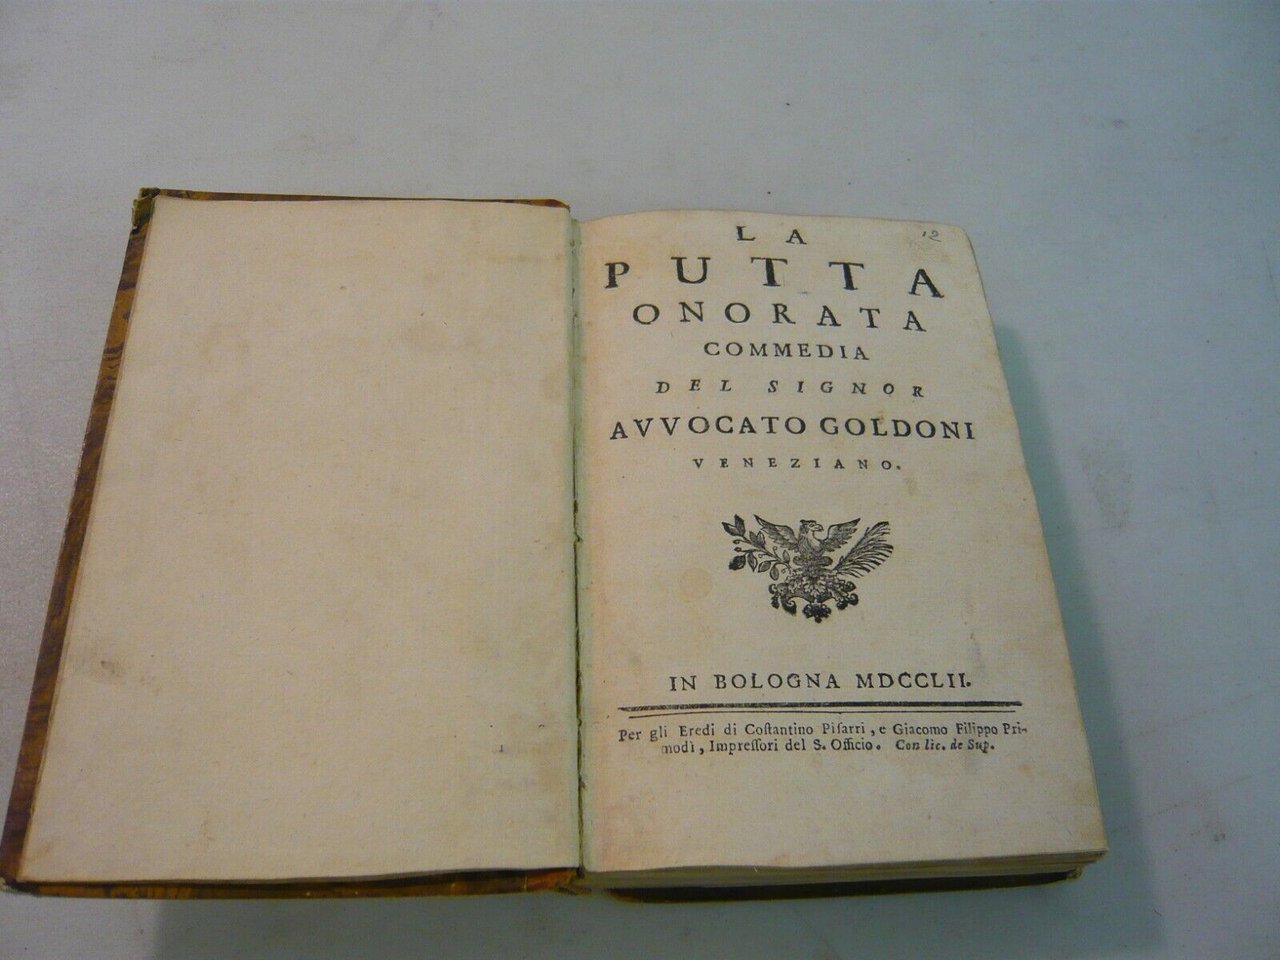 12
LA
PUTTA
ONORATA
COMMEDIA
DEL SIGNOR
AVVOCATO GOLDONI
VENEZIANO.
IN BOLOGNA MDCCLII.
Per gli Eredi di Coſtantino Piſarri, e Giacomo Filippo Pri-
modì, Impreſſori del S. Officio. Con lic. de Sup.